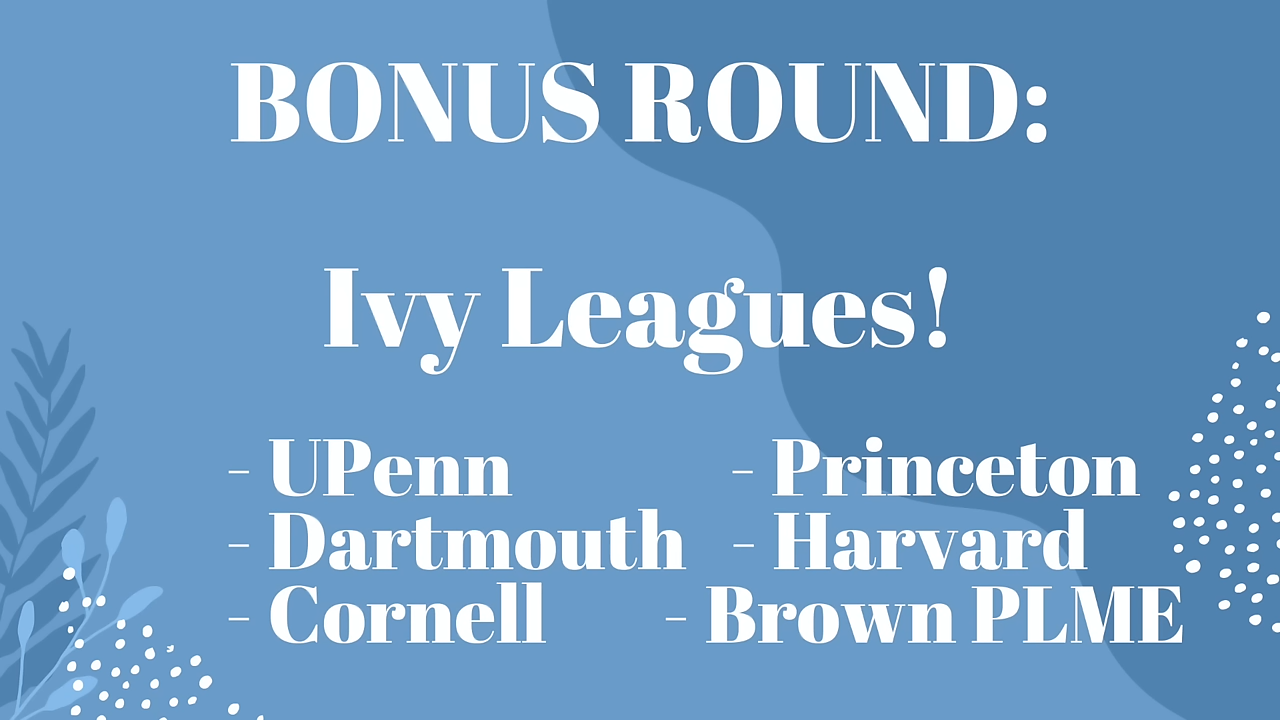 BONUS ROUND:
Ivy Leagues!
- UPenn - Princeton
- Dartmouth - Harvard
- Cornell - Brown PLME